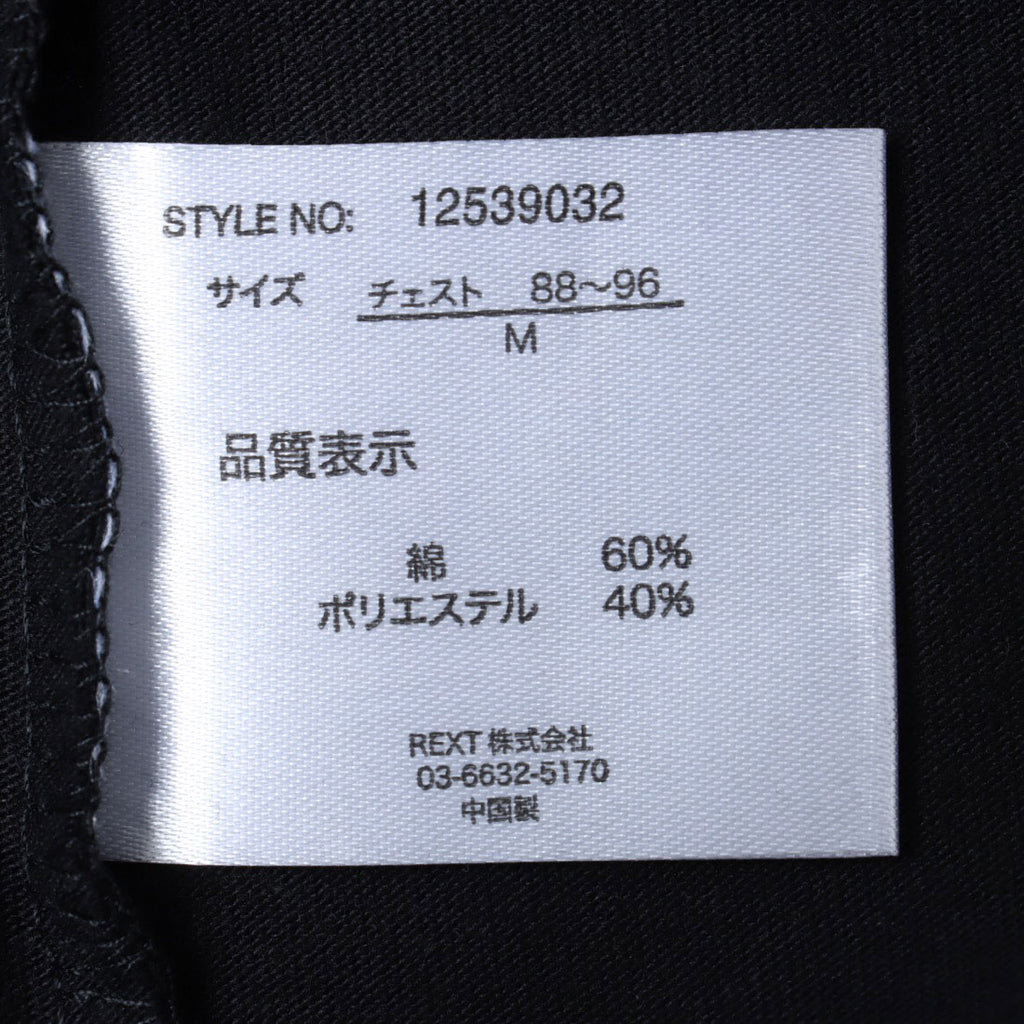 STYLE NO: 12539032
サイズ チェスト 88〜96
M
品質表示
綿 60%
ポリエステル 40%
REXT 株式会社
03-6632-5170
中国製